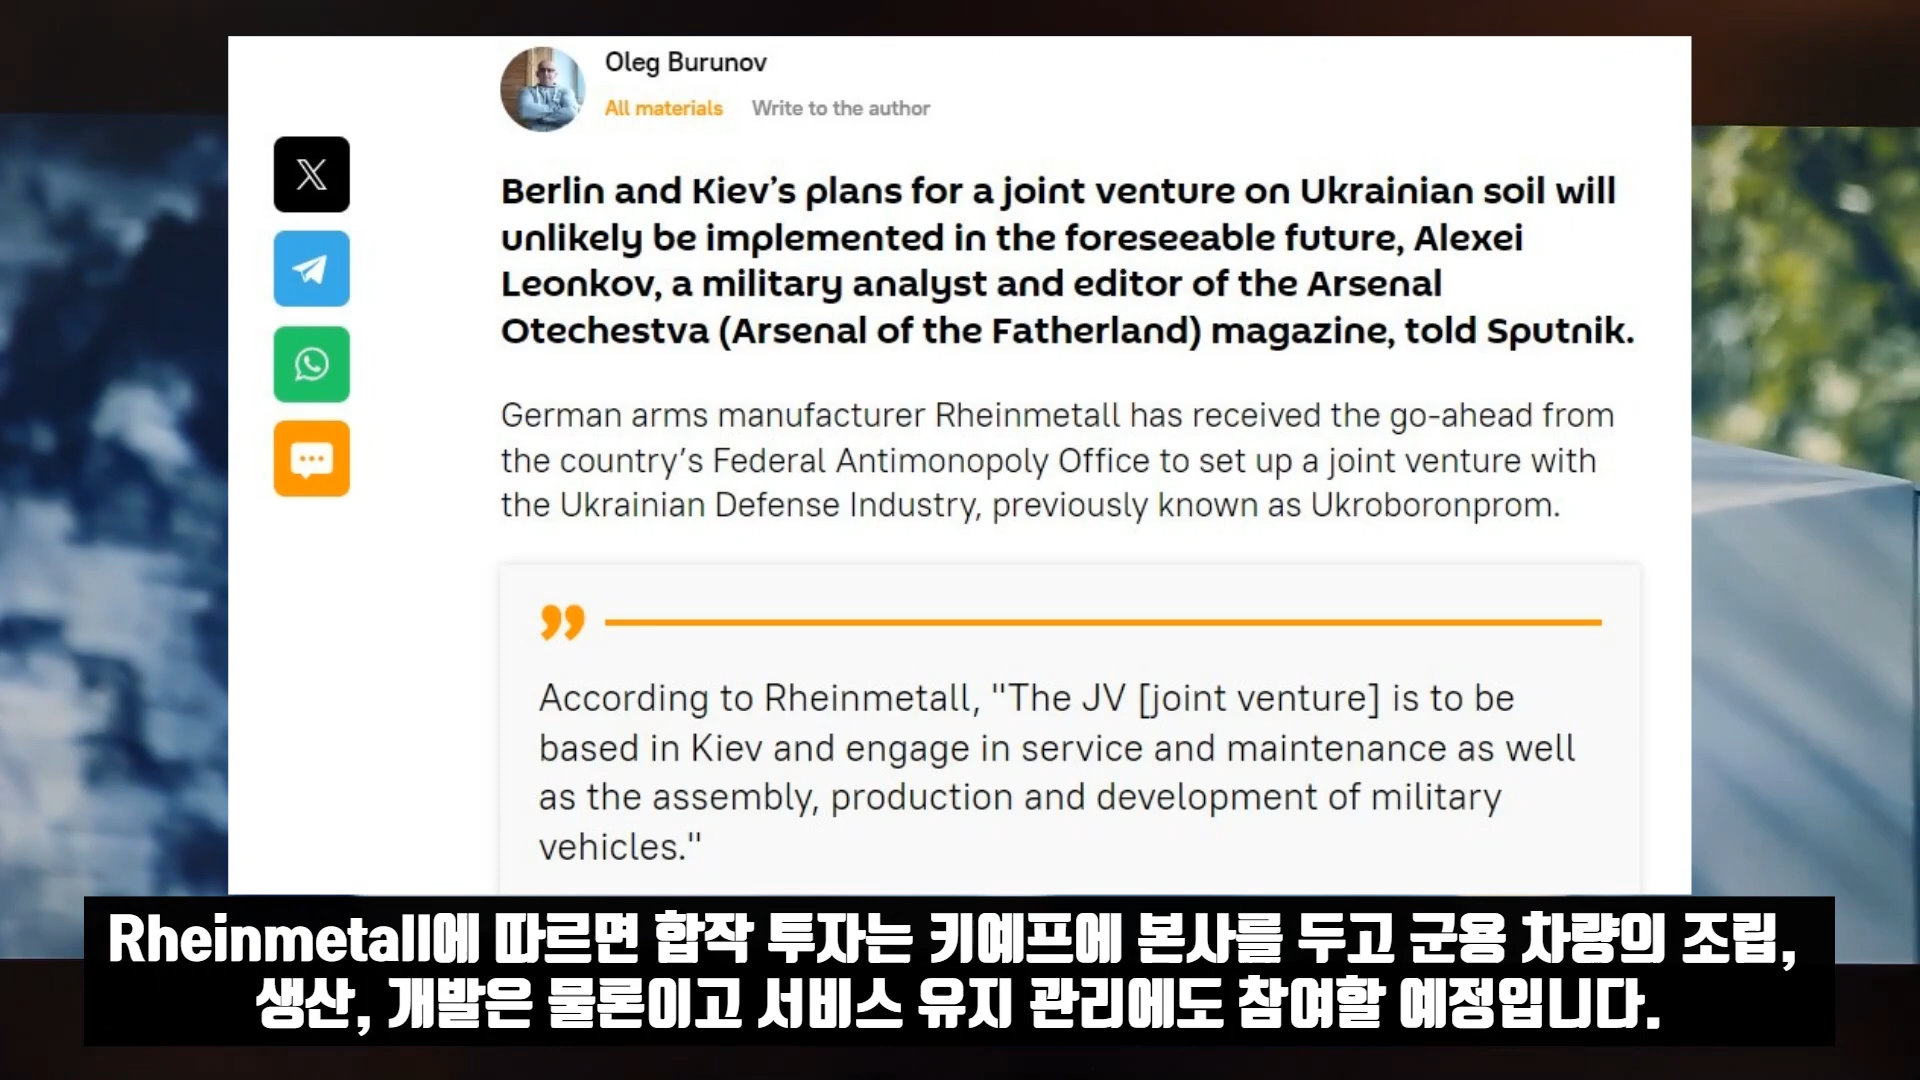 Oleg Burunov
All materials Write to the author
Berlin and Kiev's plans for a joint venture on Ukrainian soil will
unlikely be implemented in the foreseeable future, Alexei
Leonkov, a military analyst and editor of the Arsenal
Otechestva (Arsenal of the Fatherland) magazine, told Sputnik.
German arms manufacturer Rheinmetall has received the go-ahead from
the country's Federal Antimonopoly Office to set up a joint venture with
the Ukrainian Defense Industry, previously known as Ukroboronprom.
According to Rheinmetall, "The JV [joint venture] is to be
based in Kiev and engage in service and maintenance as well
as the assembly, production and development of military
vehicles."
Rheinmetall에 따르면 합작 투자는 키예프에 본사를 두고 군용 차량의 조립,
생산, 개발은 물론이고 서비스 유지 관리에도 참여할 예정입니다.